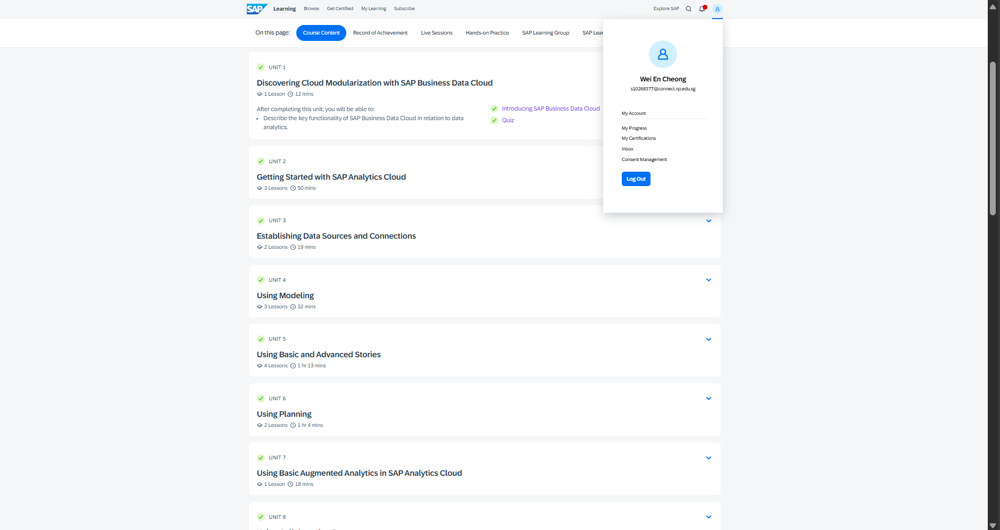 SAP Learning Browse Get Certified My Learning Subscribe Explore SAP
On this page: Course Content Record of Achievement Live Sessions Hands-on Practice SAP Learning Group SAP Lear
UNIT 1
Discovering Cloud Modularization with SAP Business Data Cloud
1 Lesson 12 mins
After completing this unit, you will be able to:
• Describe the key functionality of SAP Business Data Cloud in relation to data
analytics.
Introducing SAP Business Data Cloud
Quiz
Wei En Cheong
s10268377@connect.np.edu.sg
My Account
My Progress
My Certifications
Inbox
Consent Management
Log Out
UNIT 2
Getting Started with SAP Analytics Cloud
3 Lessons 50 mins
UNIT 3
Establishing Data Sources and Connections
2 Lessons 19 mins
UNIT 4
Using Modeling
3 Lessons 32 mins
UNIT 5
Using Basic and Advanced Stories
4 Lessons 1 hr 13 mins
UNIT 6
Using Planning
2 Lessons 1 hr 4 mins
UNIT 7
Using Basic Augmented Analytics in SAP Analytics Cloud
1 Lesson 18 mins
UNIT 8